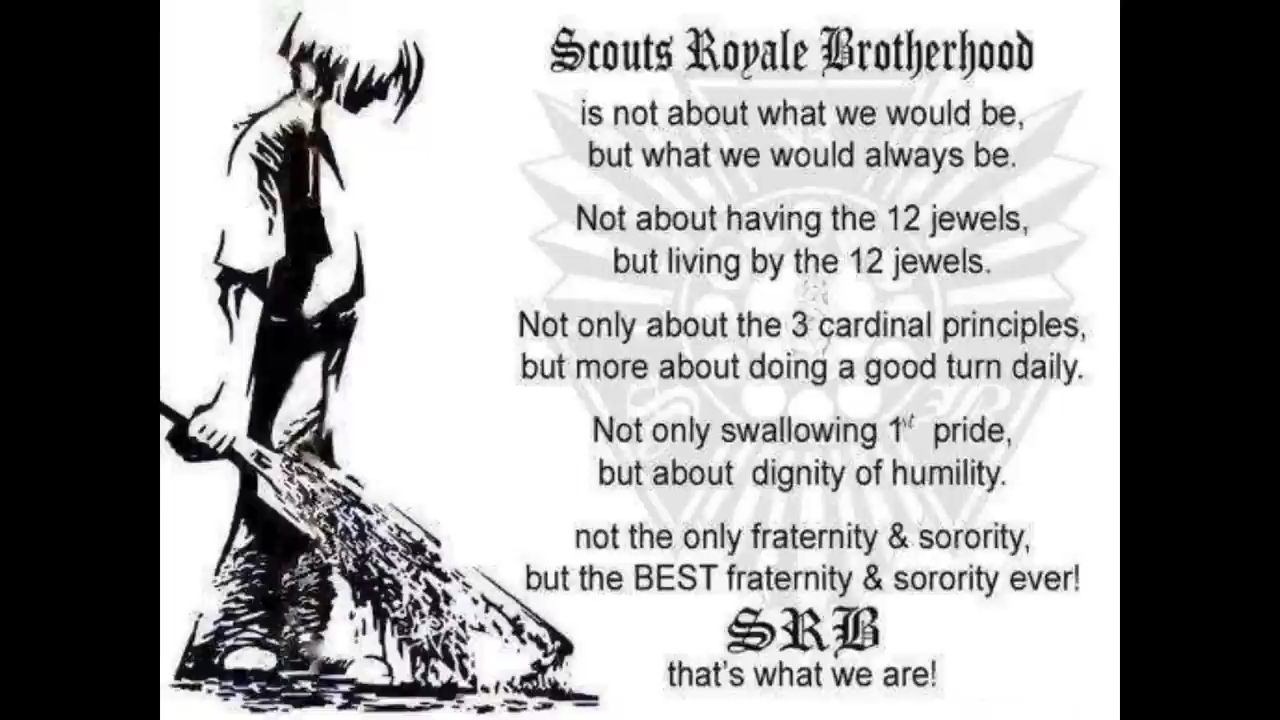 Scouts Royale Brotherhood
is not about what we would be,
but what we would always be.
Not about having the 12 jewels,
but living by the 12 jewels.
Not only about the 3 cardinal principles,
but more about doing a good turn daily.
Not only swallowing 1st pride,
but about dignity of humility.
not the only fraternity & sorority,
but the BEST fraternity & sorority ever!
SRB
that's what we are!